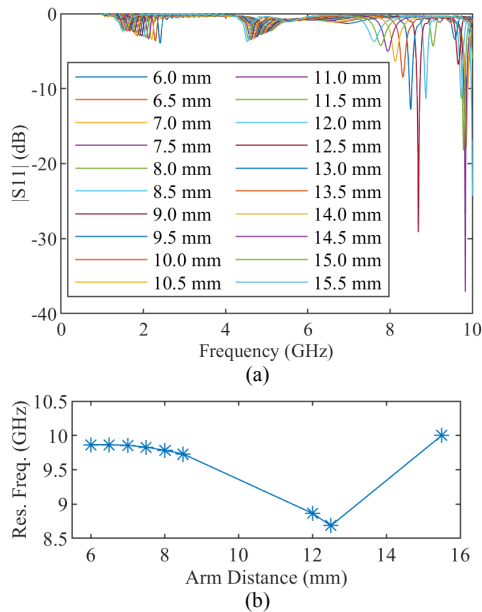 0
-10
-20
-30
-40
|S11| (dB)
6.0 mm
6.5 mm
7.0 mm
7.5 mm
8.0 mm
8.5 mm
9.0 mm
9.5 mm
10.0 mm
10.5 mm
11.0 mm
11.5 mm
12.0 mm
12.5 mm
13.0 mm
13.5 mm
14.0 mm
14.5 mm
15.0 mm
15.5 mm
0 2 4 6 8 10
Frequency (GHz)
(a)
10.5
10
9.5
9
8.5
Res. Freq. (GHz)
6 8 10 12 14 16
Arm Distance (mm)
(b)